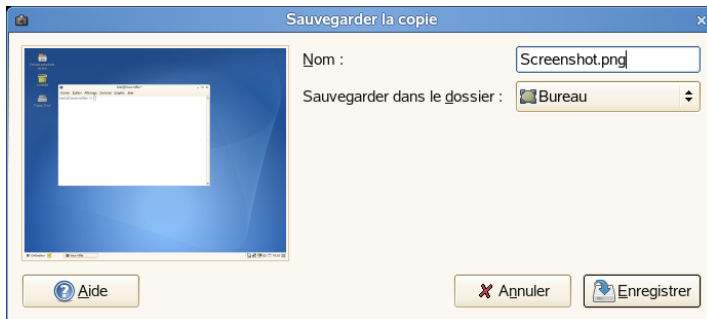 Sauvegarder la copie
Nom :
Screenshot.png
Sauvegarder dans le dossier :
Bureau
Aide
Annuler
Enregistrer